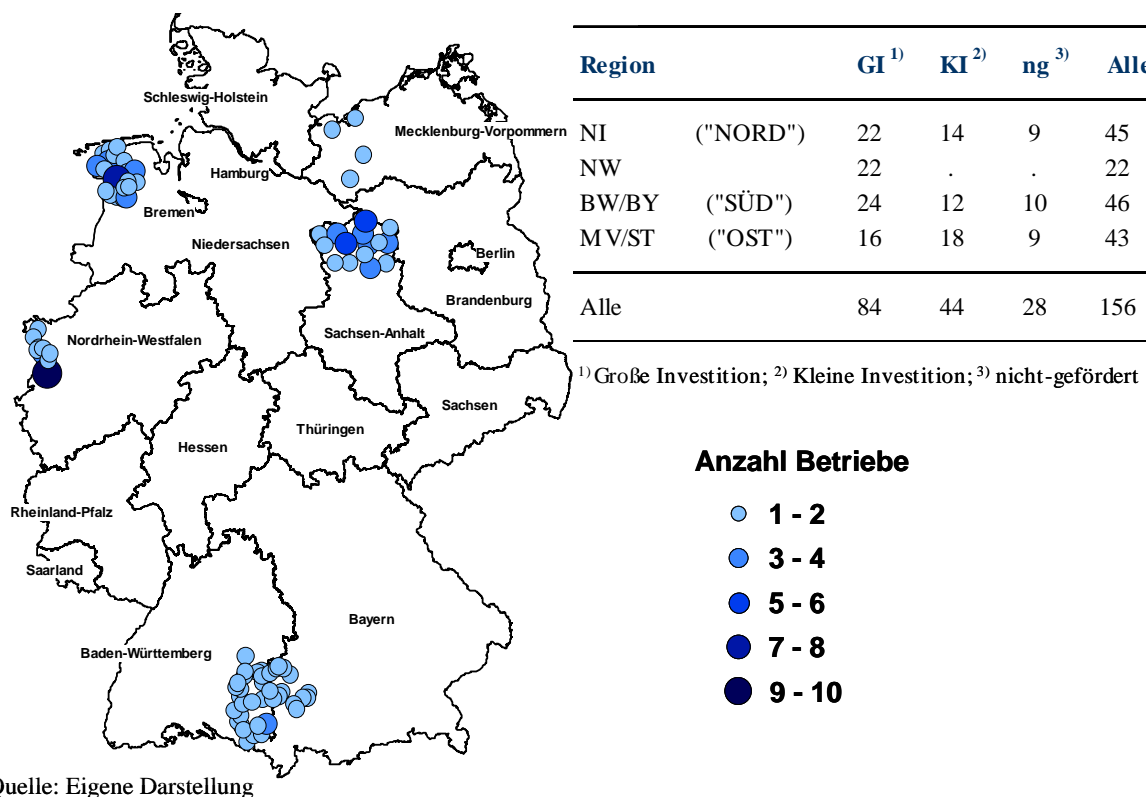 Schleswig-Holstein
Mecklenburg-Vorpommern
Hamburg
Bremen
Niedersachsen
Berlin
Brandenburg
Sachsen-Anhalt
Nordrhein-Westfalen
Sachsen
Thüringen
Hessen
Rheinland-Pfalz
Saarland
Bayern
Baden-Württemberg
Region GI 1) KI 2) ng 3) Alle
NI ("NORD") 22 14 9 45
NW 22 . . 22
BW/BY ("SÜD") 24 12 10 46
MV/ST ("OST") 16 18 9 43
Alle 84 44 28 156
1) Große Investition; 2) Kleine Investition; 3) nicht-gefördert
Anzahl Betriebe
1 - 2
3 - 4
5 - 6
7 - 8
9 - 10
Quelle: Eigene Darstellung